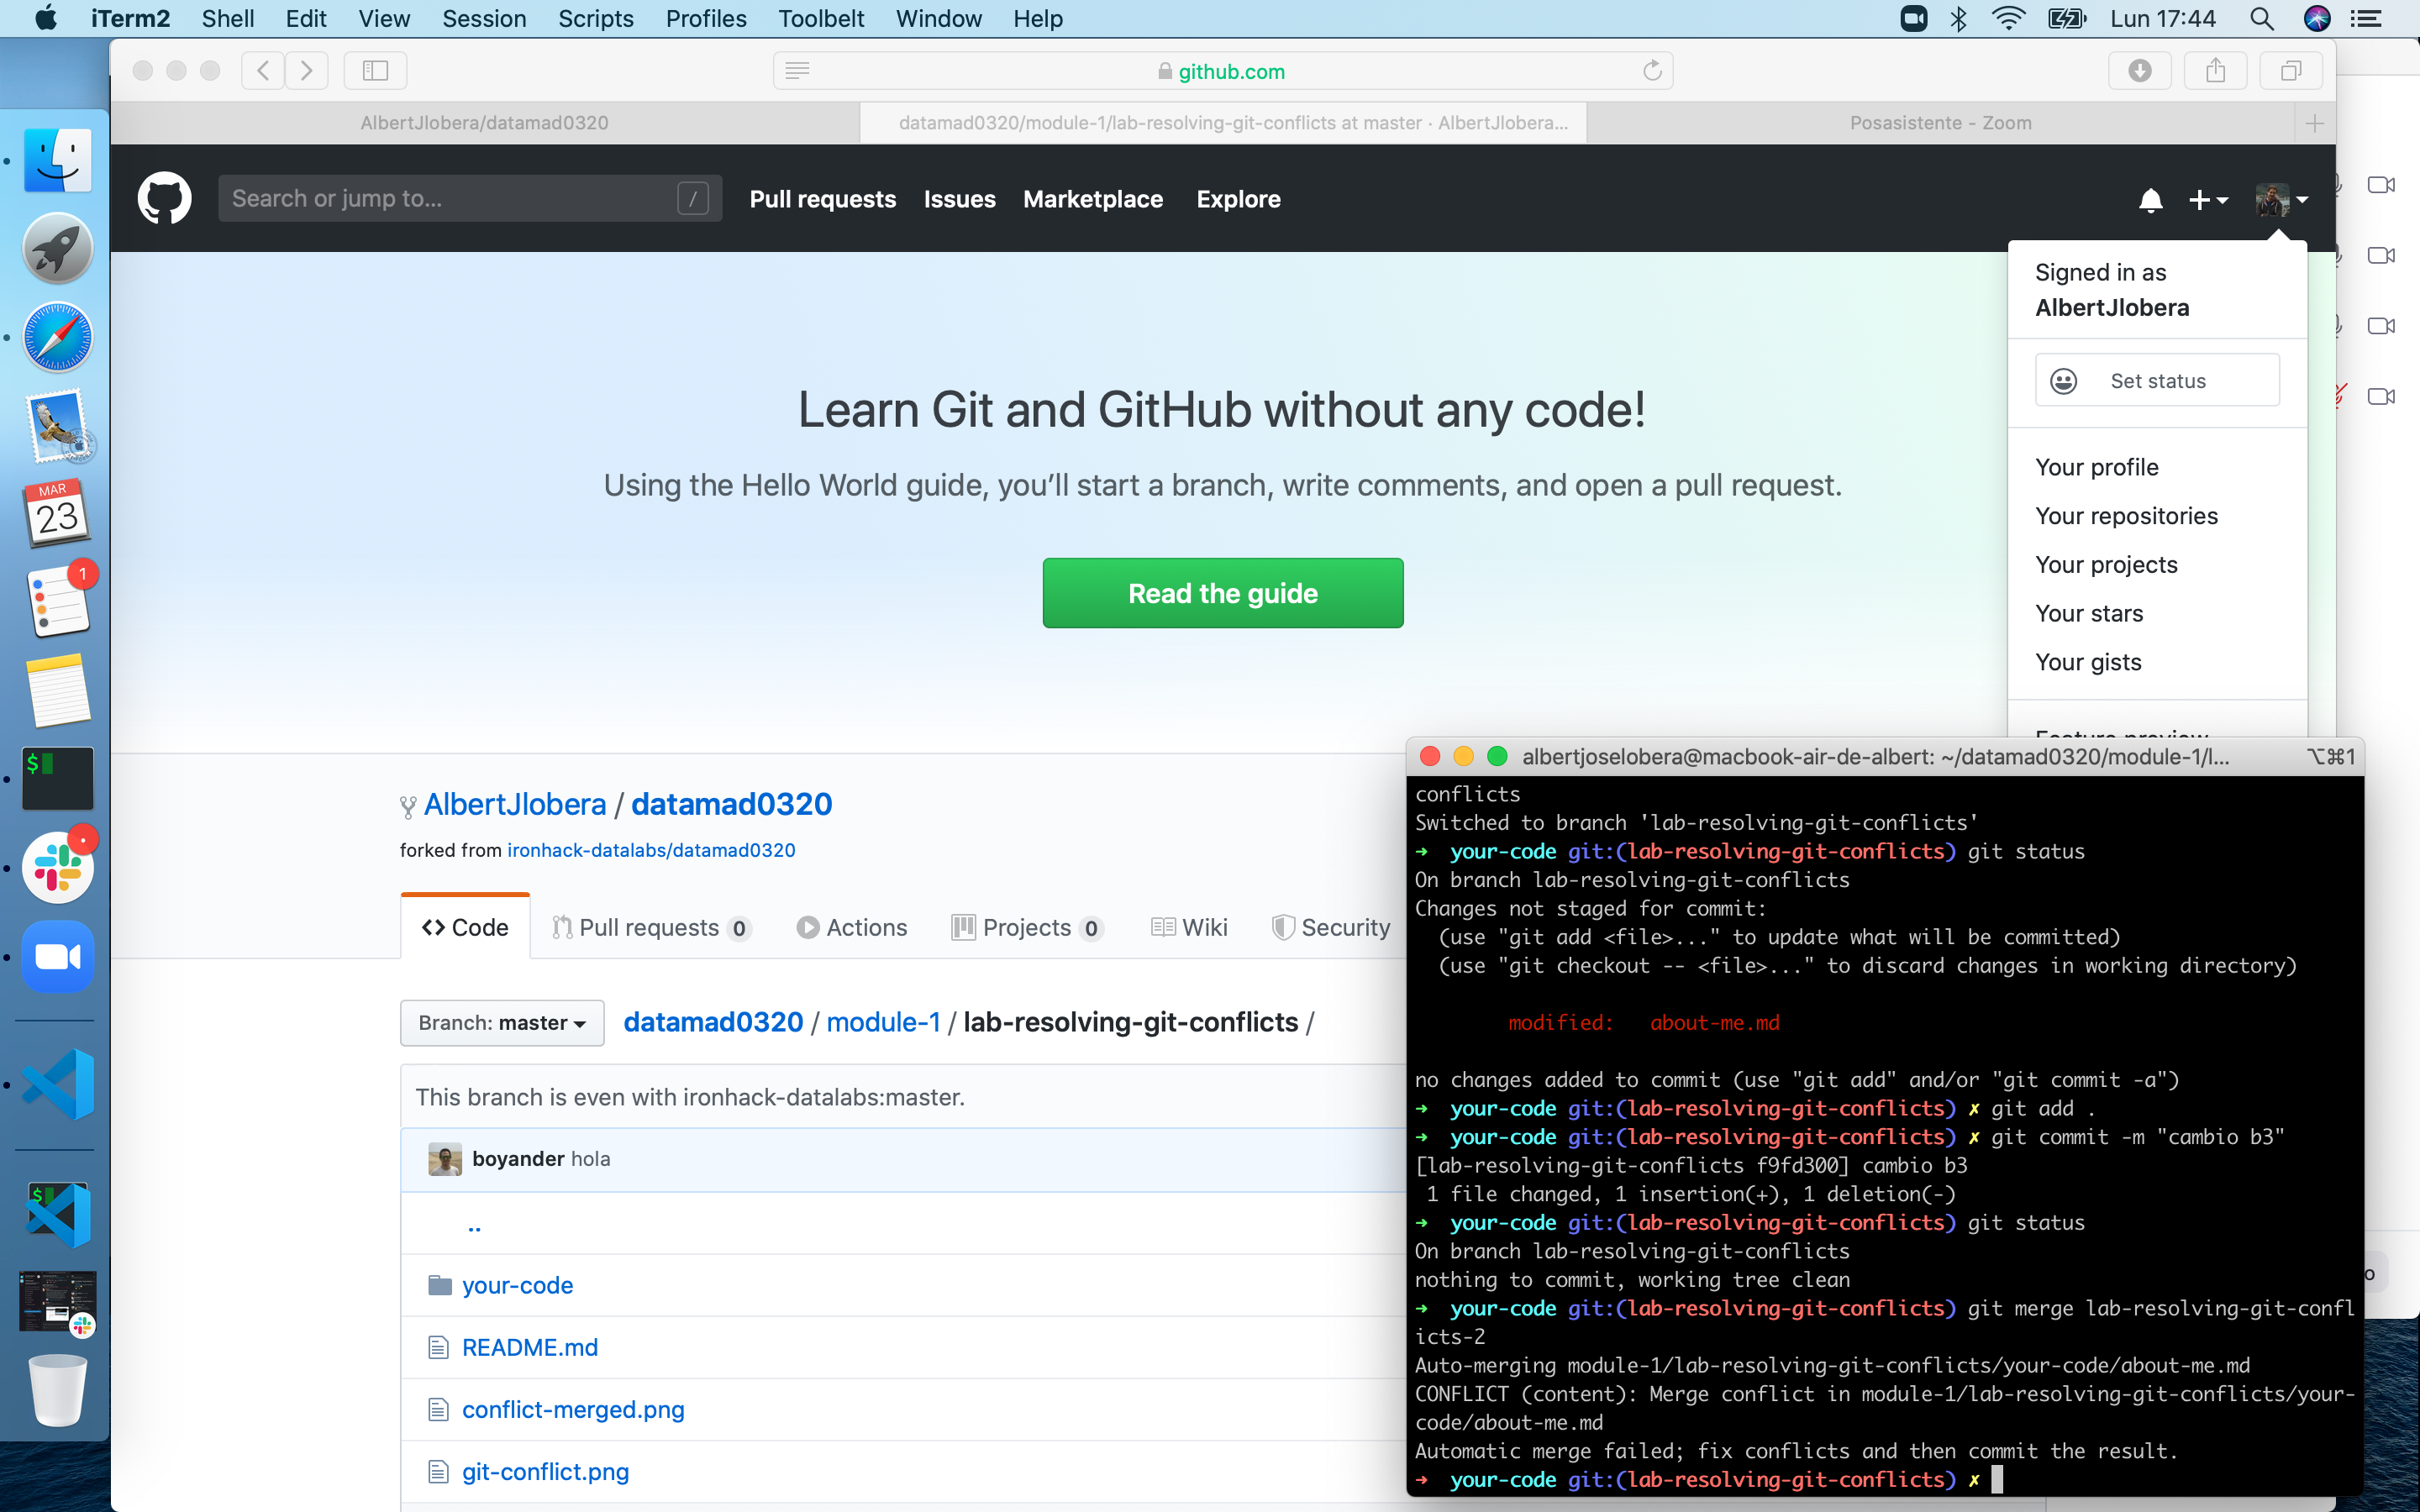 iTerm2 Shell Edit View Session Scripts Profiles Toolbelt Window Help Lun 17:44
github.com
AlbertJlobera/datamad0320
datamad0320/module-1/lab-resolving-git-conflicts at master · AlbertJlobera...
Posasistente - Zoom
Search or jump to... /
Pull requests Issues Marketplace Explore
Signed in as
AlbertJlobera
Set status
Your profile
Your repositories
Your projects
Your stars
Your gists
Feature preview
Learn Git and GitHub without any code!
Using the Hello World guide, you’ll start a branch, write comments, and open a pull request.
Read the guide
MAR
23
1
$
$
AlbertJlobera / datamad0320
forked from ironhack-datalabs/datamad0320
<> Code Pull requests 0 Actions Projects 0 Wiki Security
Branch: master datamad0320 / module-1 / lab-resolving-git-conflicts /
This branch is even with ironhack-datalabs:master.
boyander hola
..
your-code
README.md
conflict-merged.png
git-conflict.png
albertjoselobera@macbook-air-de-albert: ~/datamad0320/module-1/l... ⌥⌘1
conflicts
Switched to branch 'lab-resolving-git-conflicts'
➜ your-code git:(lab-resolving-git-conflicts) git status
On branch lab-resolving-git-conflicts
Changes not staged for commit:
(use "git add <file>..." to update what will be committed)
(use "git checkout -- <file>..." to discard changes in working directory)
modified: about-me.md
no changes added to commit (use "git add" and/or "git commit -a")
➜ your-code git:(lab-resolving-git-conflicts) ✗ git add .
➜ your-code git:(lab-resolving-git-conflicts) ✗ git commit -m "cambio b3"
[lab-resolving-git-conflicts f9fd300] cambio b3
1 file changed, 1 insertion(+), 1 deletion(-)
➜ your-code git:(lab-resolving-git-conflicts) git status
On branch lab-resolving-git-conflicts
nothing to commit, working tree clean
➜ your-code git:(lab-resolving-git-conflicts) git merge lab-resolving-git-confl
icts-2
Auto-merging module-1/lab-resolving-git-conflicts/your-code/about-me.md
CONFLICT (content): Merge conflict in module-1/lab-resolving-git-conflicts/your-
code/about-me.md
Automatic merge failed; fix conflicts and then commit the result.
➜ your-code git:(lab-resolving-git-conflicts) ✗